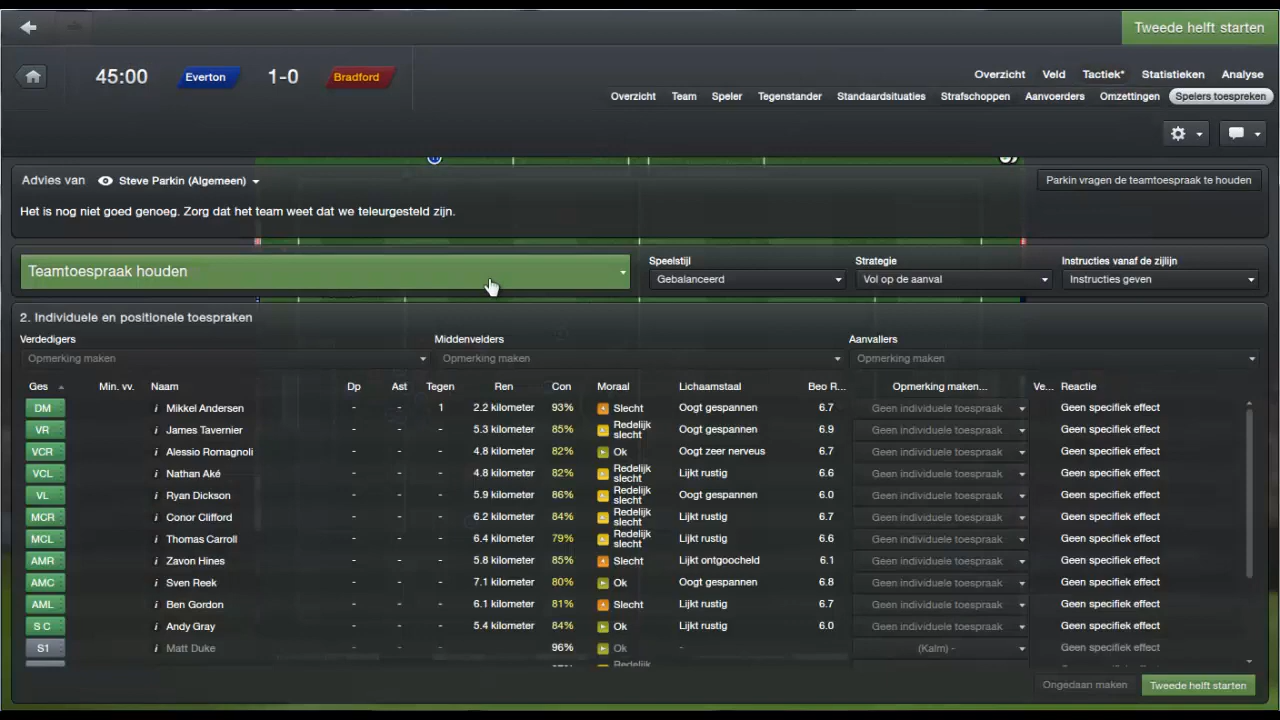 Tweede helft starten
45:00 Everton 1-0 Bradford
Overzicht Veld Tactiek* Statistieken Analyse
Overzicht Team Speler Tegenstander Standaardsituaties Strafschoppen Aanvoerders Omzettingen Spelers toespreken
Advies van Steve Parkin (Algemeen) Parkin vragen de teamtoespraak te houden
Het is nog niet goed genoeg. Zorg dat het team weet dat we teleurgesteld zijn.
Teamtoespraak houden
Speelstijl Strategie Instructies vanaf de zijlijn
Gebalanceerd Vol op de aanval Instructies geven
2. Individuele en positionele toespraken
Verdedigers Middenvelders Aanvallers
Opmerking maken Opmerking maken Opmerking maken
Ges Min. vv. Naam Dp Ast Tegen Ren Con Moraal Lichaamstaal Beo R... Opmerking maken... Ve... Reactie
DM i Mikkel Andersen - - 1 2.2 kilometer 93% Slecht Oogt gespannen 6.7 Geen individuele toespraak Geen specifiek effect
VR i James Tavernier - - - 5.3 kilometer 85% Redelijk slecht Oogt gespannen 6.9 Geen individuele toespraak Geen specifiek effect
VCR i Alessio Romagnoli - - - 4.8 kilometer 82% Ok Oogt zeer nerveus 6.7 Geen individuele toespraak Geen specifiek effect
VCL i Nathan Aké - - - 4.8 kilometer 82% Redelijk slecht Lijkt rustig 6.6 Geen individuele toespraak Geen specifiek effect
VL i Ryan Dickson - - - 5.9 kilometer 86% Redelijk slecht Oogt gespannen 6.0 Geen individuele toespraak Geen specifiek effect
MCR i Conor Clifford - - - 6.2 kilometer 84% Redelijk slecht Lijkt rustig 6.7 Geen individuele toespraak Geen specifiek effect
MCL i Thomas Carroll - - - 6.4 kilometer 79% Redelijk slecht Lijkt rustig 6.6 Geen individuele toespraak Geen specifiek effect
AMR i Zavon Hines - - - 5.8 kilometer 85% Slecht Lijkt ontgoocheld 6.1 Geen individuele toespraak Geen specifiek effect
AMC i Sven Reek - - - 7.1 kilometer 80% Ok Oogt gespannen 6.8 Geen individuele toespraak Geen specifiek effect
AML i Ben Gordon - - - 6.1 kilometer 81% Slecht Lijkt rustig 6.7 Geen individuele toespraak Geen specifiek effect
S C i Andy Gray - - - 5.4 kilometer 84% Ok Lijkt rustig 6.0 Geen individuele toespraak Geen specifiek effect
S1 i Matt Duke 96% Ok - (Kalm) - Geen specifiek effect
Redelijk
Ongedaan maken Tweede helft starten